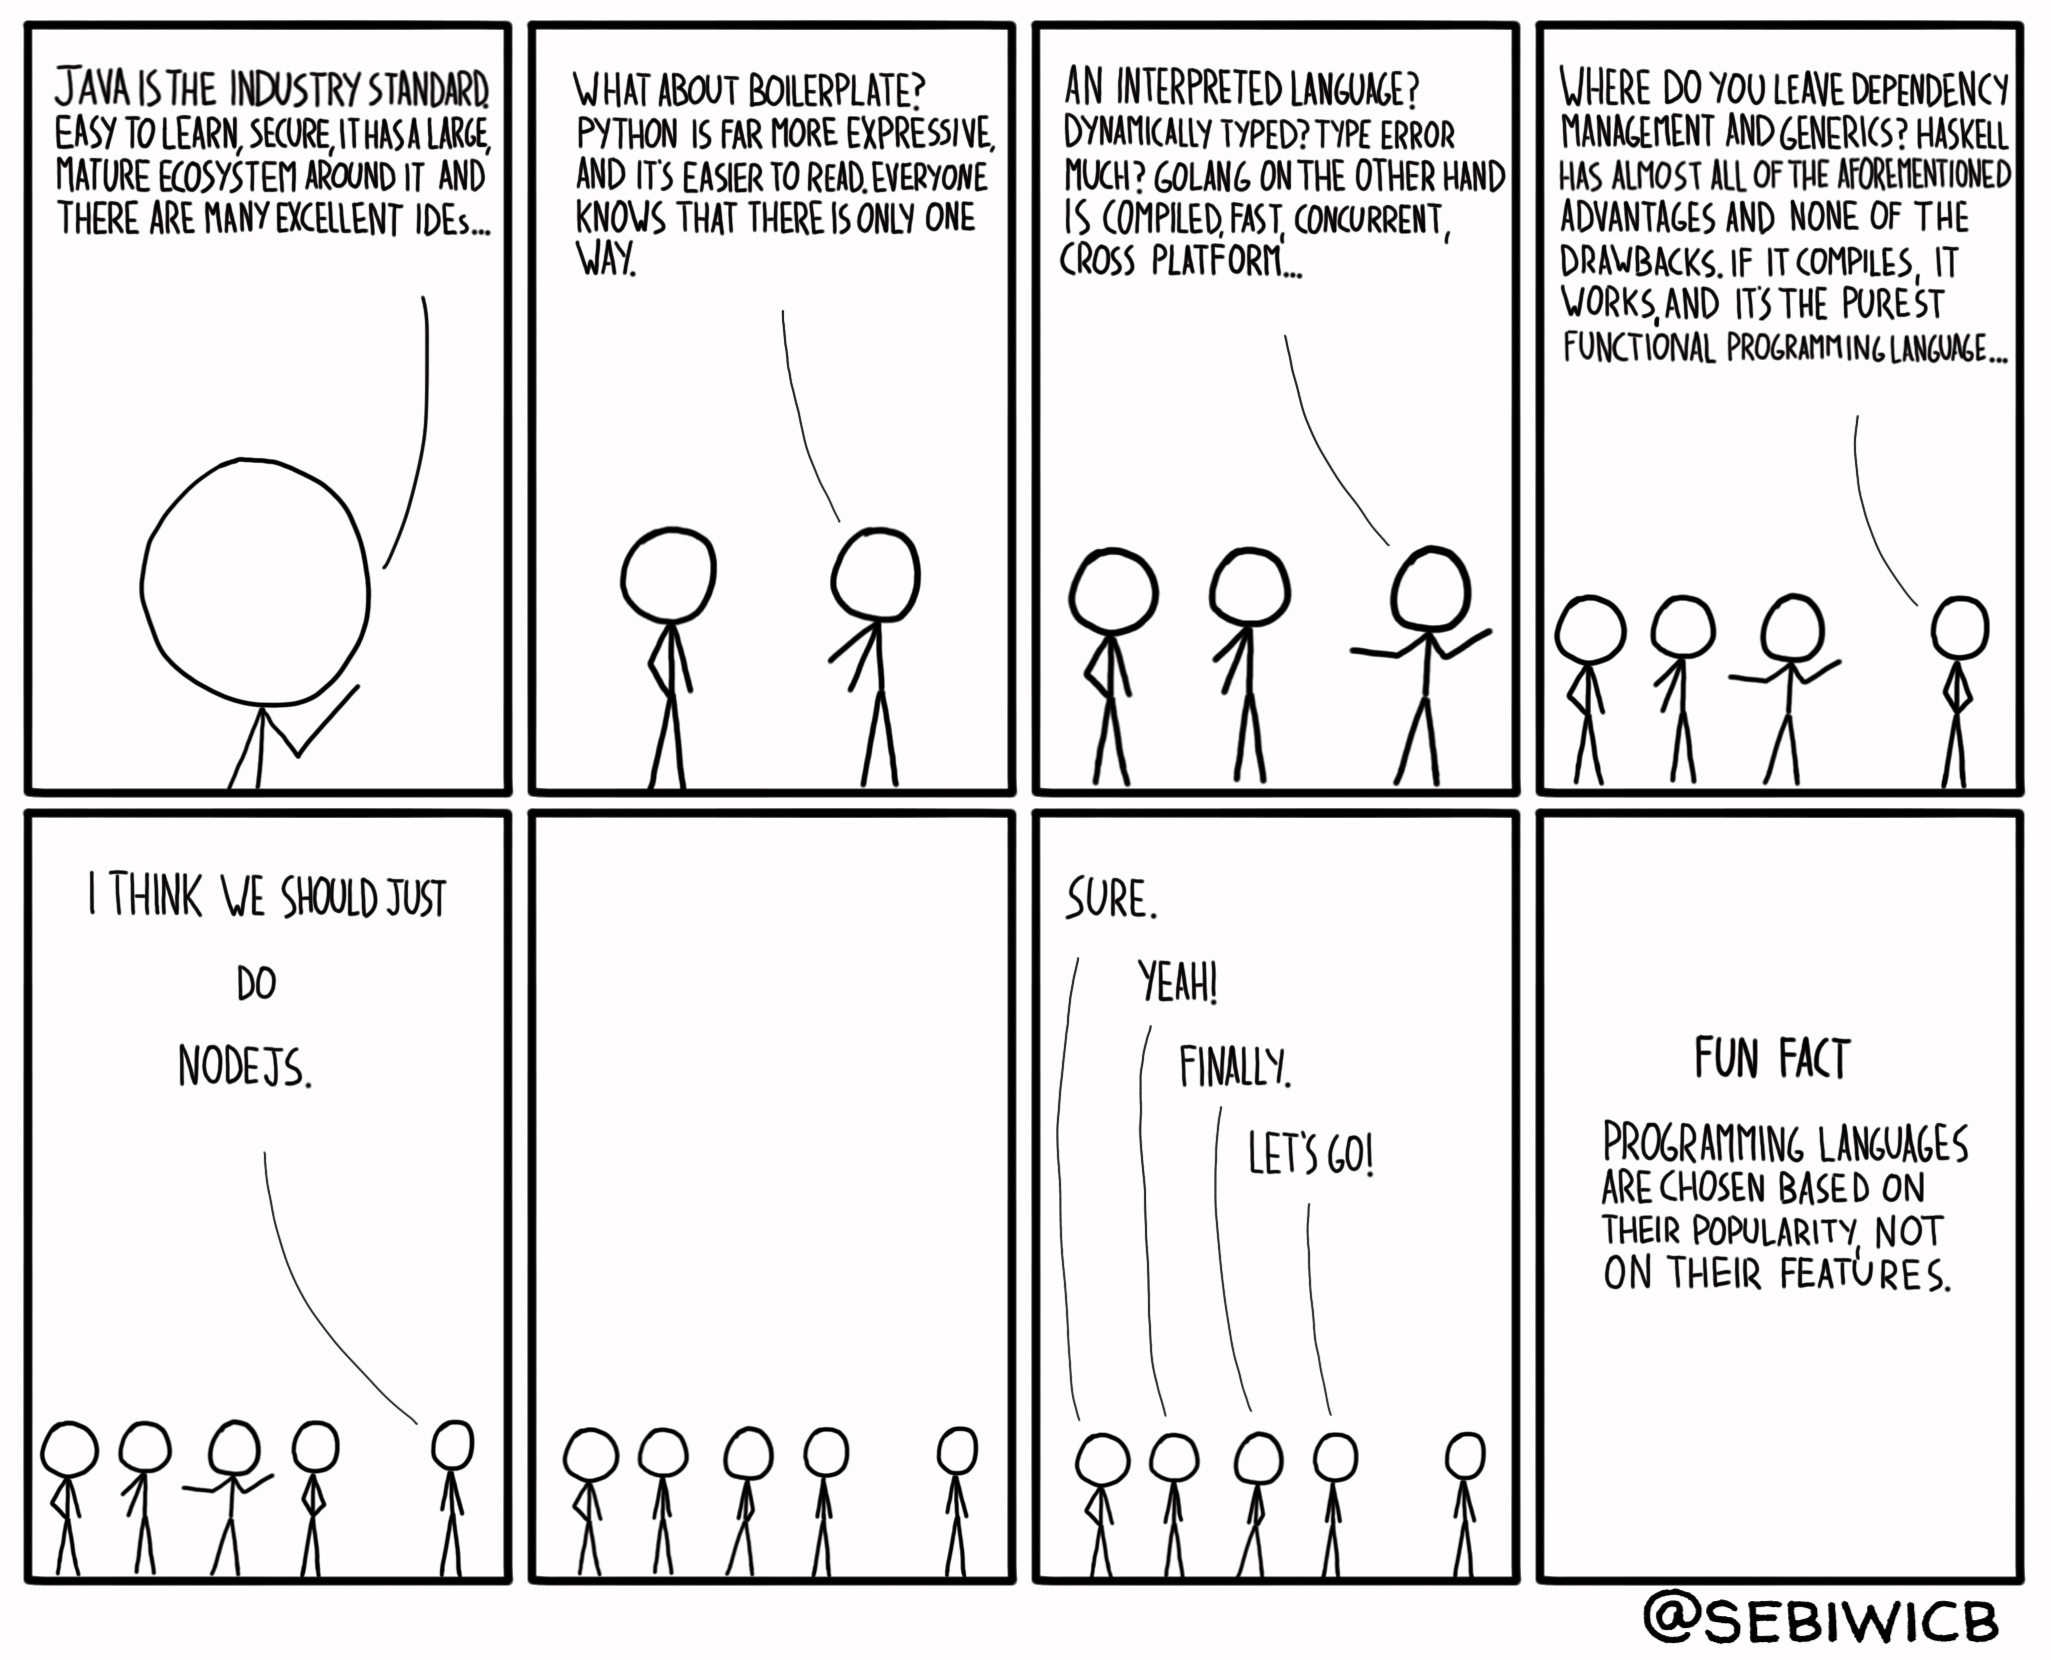 JAVA IS THE INDUSTRY STANDARD.
EASY TO LEARN, SECURE, IT HAS A LARGE,
MATURE ECOSYSTEM AROUND IT AND
THERE ARE MANY EXCELLENT IDEs...
WHAT ABOUT BOILERPLATE?
PYTHON IS FAR MORE EXPRESSIVE,
AND IT'S EASIER TO READ. EVERYONE
KNOWS THAT THERE IS ONLY ONE
WAY.
AN INTERPRETED LANGUAGE?
DYNAMICALLY TYPED? TYPE ERROR
MUCH? GOLANG ON THE OTHER HAND
IS COMPILED, FAST, CONCURRENT,
CROSS PLATFORM...
WHERE DO YOU LEAVE DEPENDENCY
MANAGEMENT AND GENERICS? HASKELL
HAS ALMOST ALL OF THE AFOREMENTIONED
ADVANTAGES AND NONE OF THE
DRAWBACKS. IF IT COMPILES, IT
WORKS, AND IT'S THE PUREST
FUNCTIONAL PROGRAMMING LANGUAGE...
I THINK WE SHOULD JUST
DO
NODEJS.
SURE.
YEAH!
FINALLY.
LET'S GO!
FUN FACT
PROGRAMMING LANGUAGES
ARE CHOSEN BASED ON
THEIR POPULARITY, NOT
ON THEIR FEATURES.
@SEBIWICB